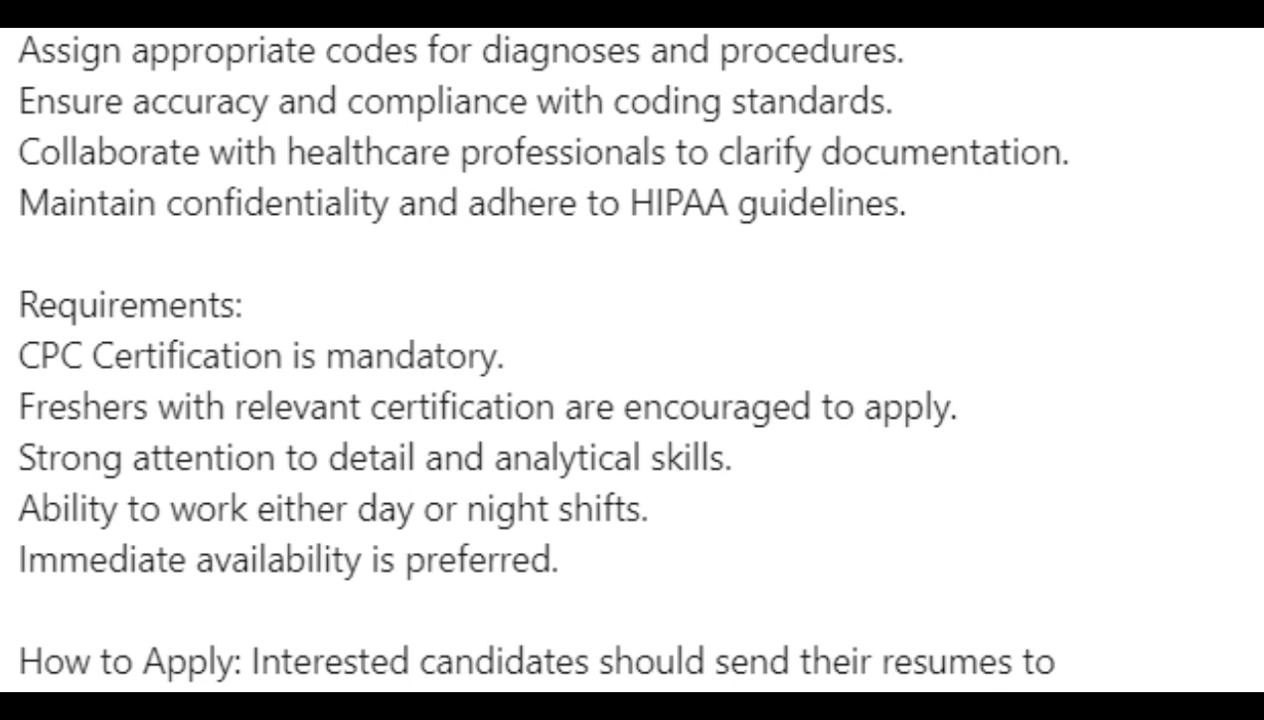 Assign appropriate codes for diagnoses and procedures.
Ensure accuracy and compliance with coding standards.
Collaborate with healthcare professionals to clarify documentation.
Maintain confidentiality and adhere to HIPAA guidelines.
Requirements:
CPC Certification is mandatory.
Freshers with relevant certification are encouraged to apply.
Strong attention to detail and analytical skills.
Ability to work either day or night shifts.
Immediate availability is preferred.
How to Apply: Interested candidates should send their resumes to